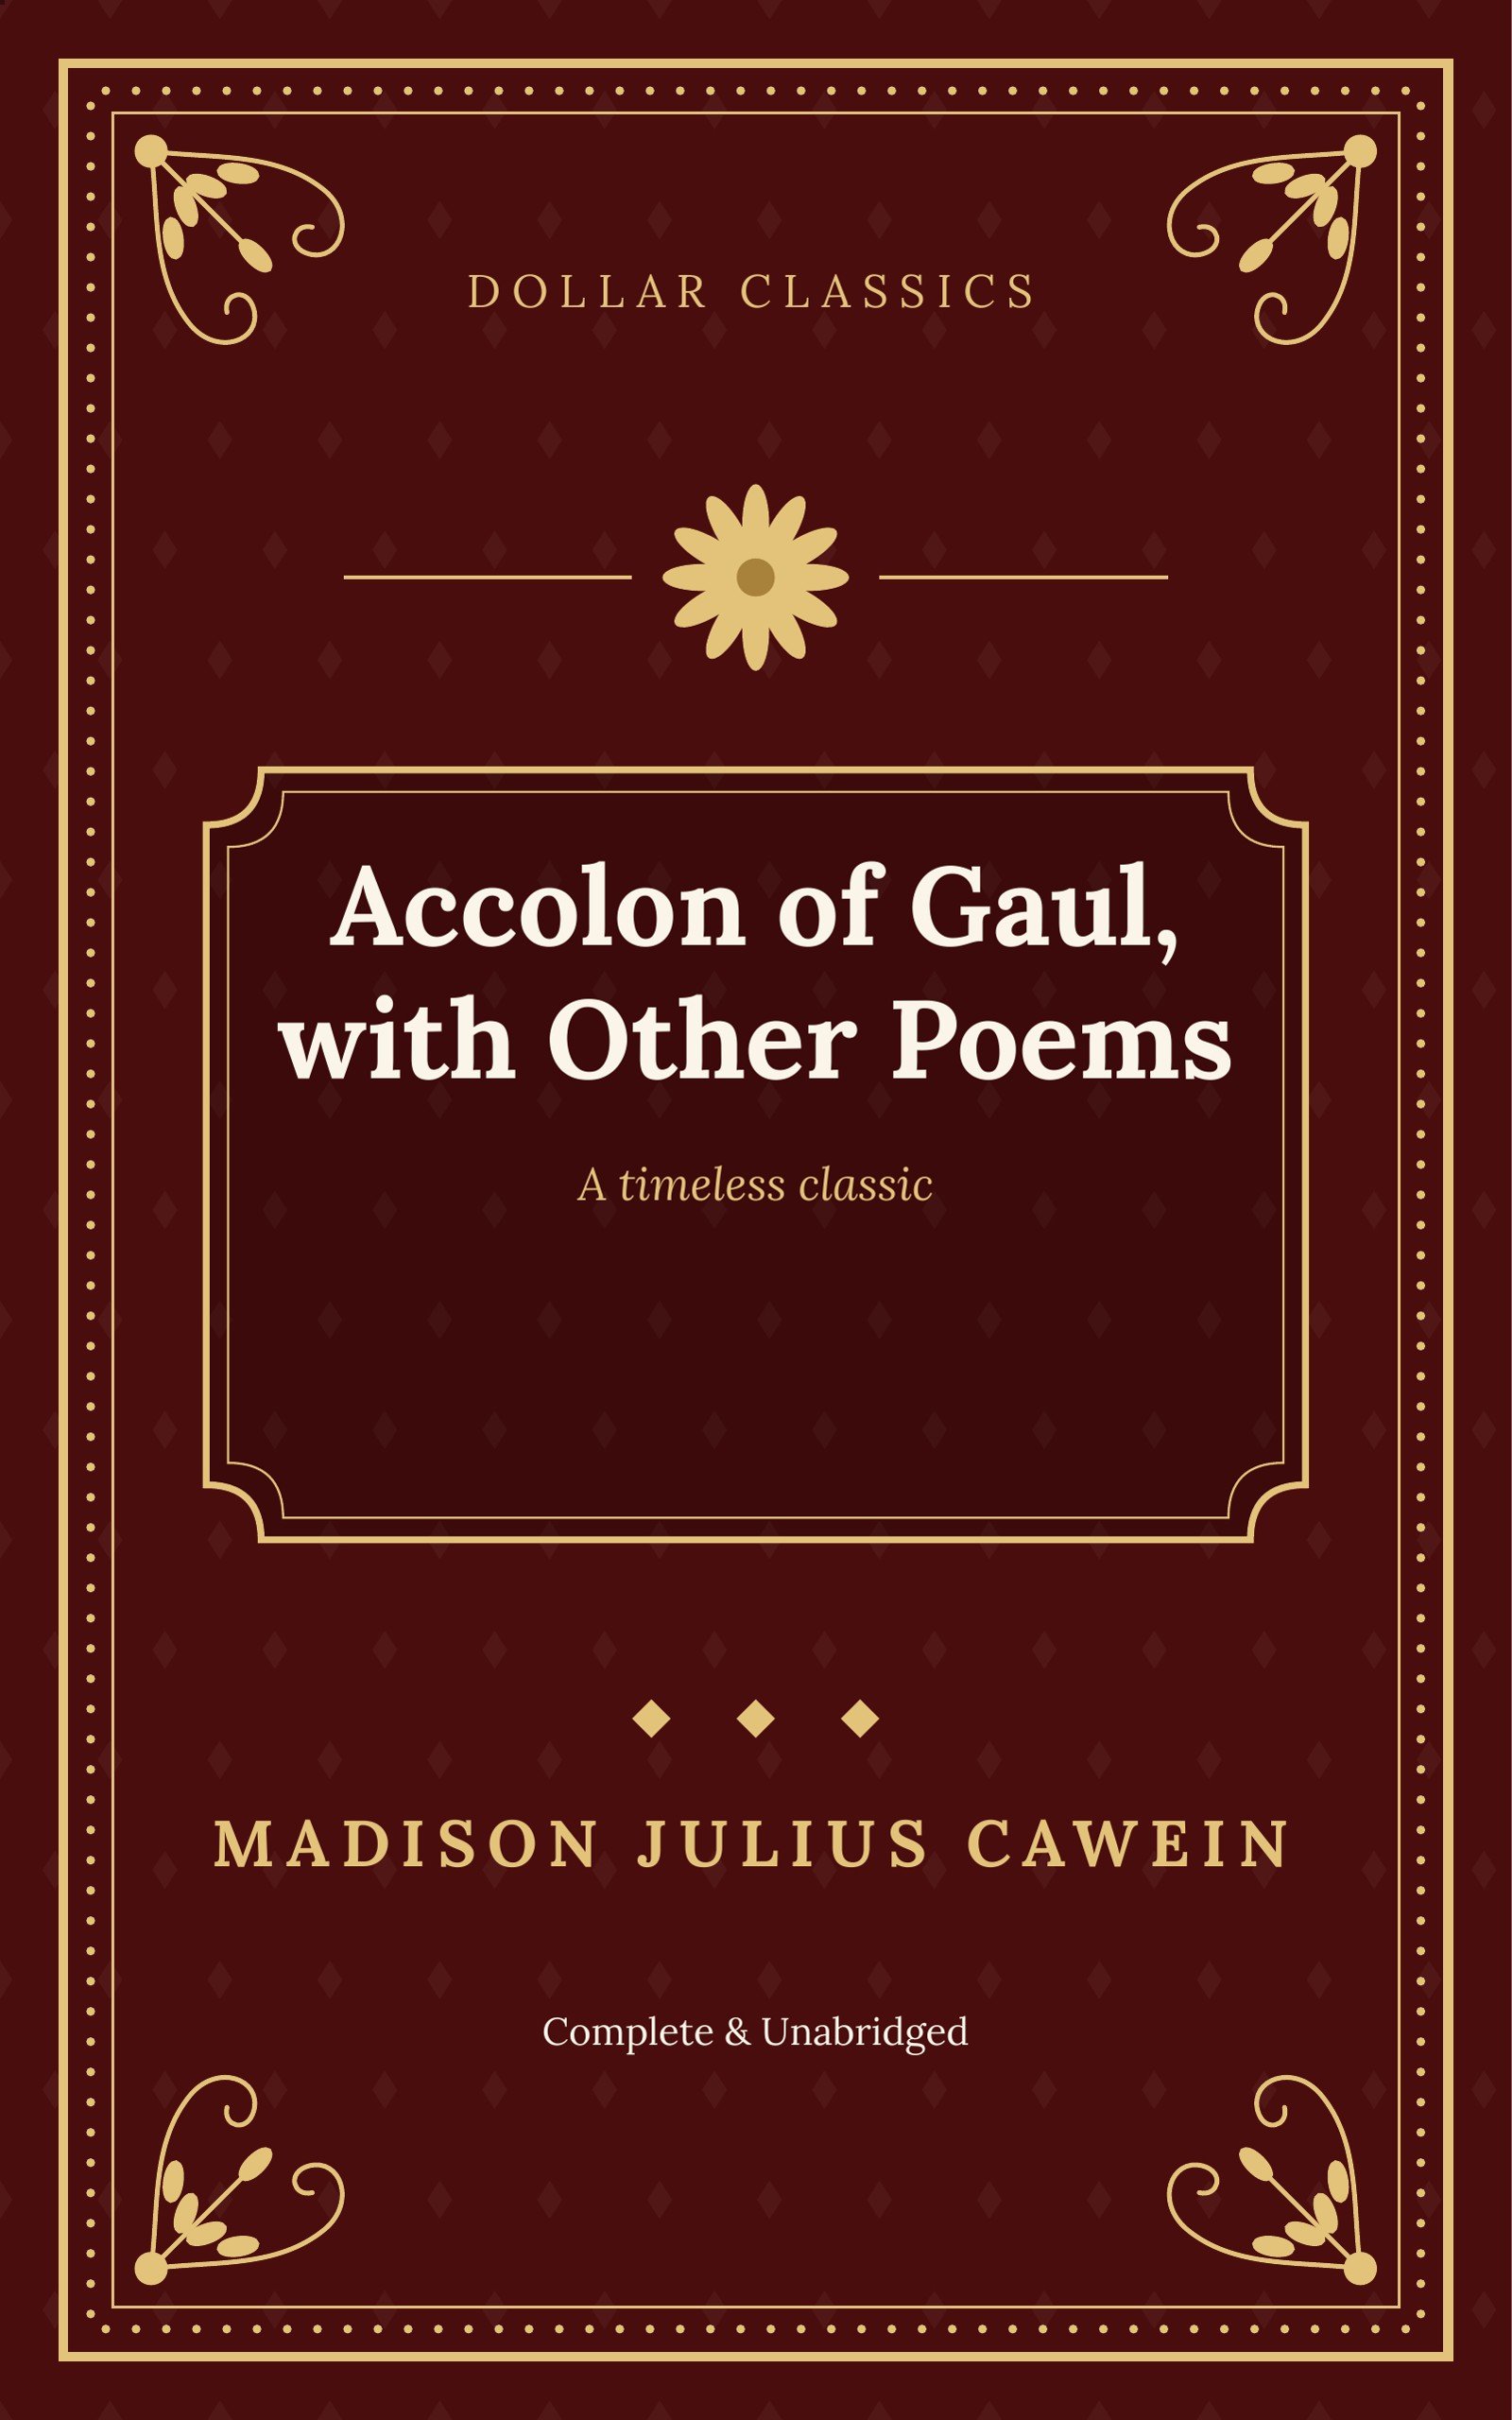 DOLLAR CLASSICS
Accolon of Gaul,
with Other Poems
A timeless classic
MADISON JULIUS CAWEIN
Complete & Unabridged